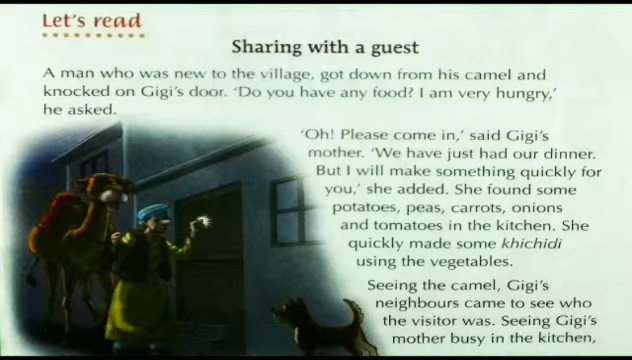 Let's read
Sharing with a guest
A man who was new to the village, got down from his camel and
knocked on Gigi's door. 'Do you have any food? I am very hungry,'
he asked.
'Oh! Please come in,' said Gigi's
mother. 'We have just had our dinner.
But I will make something quickly for
you,' she added. She found some
potatoes, peas, carrots, onions
and tomatoes in the kitchen. She
quickly made some khichidi
using the vegetables.
Seeing the camel, Gigi's
neighbours came to see who
the visitor was. Seeing Gigi's
mother busy in the kitchen,